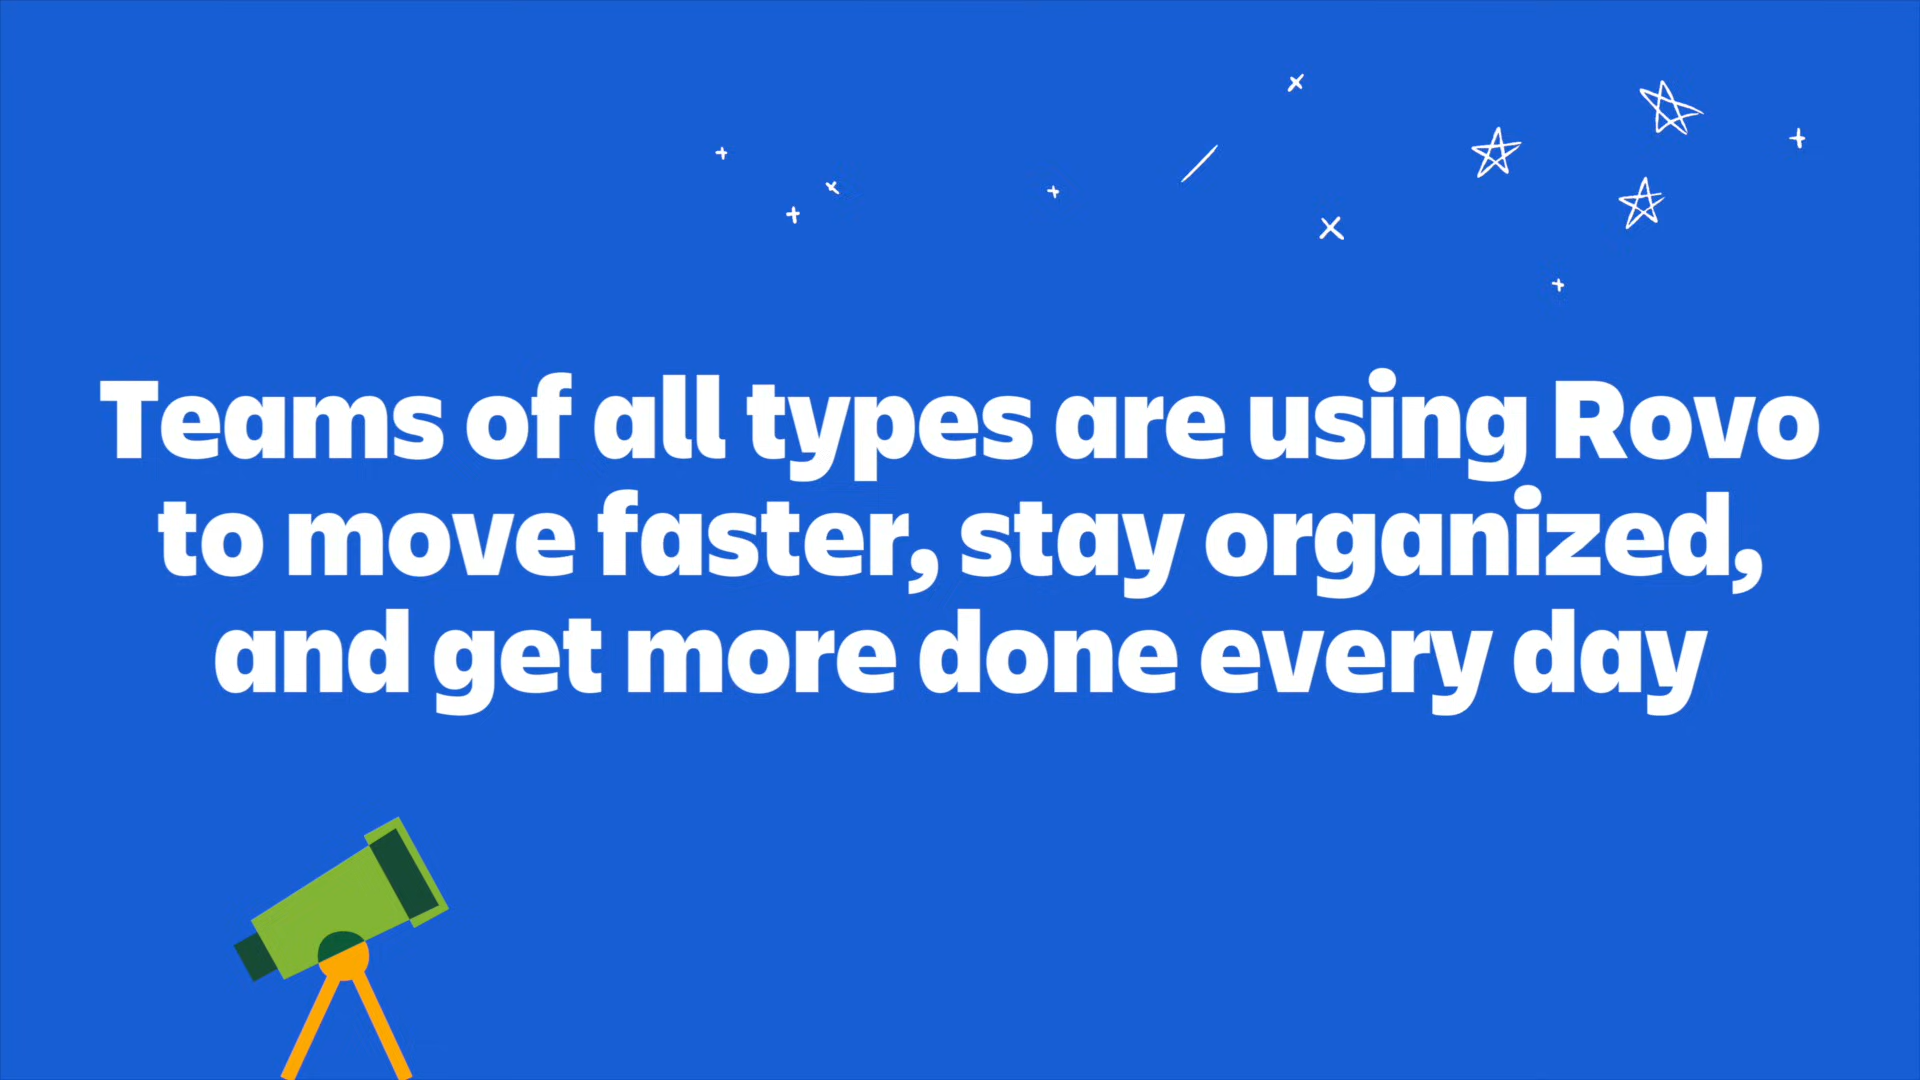 Teams of all types are using Rovo
to move faster, stay organized,
and get more done every day